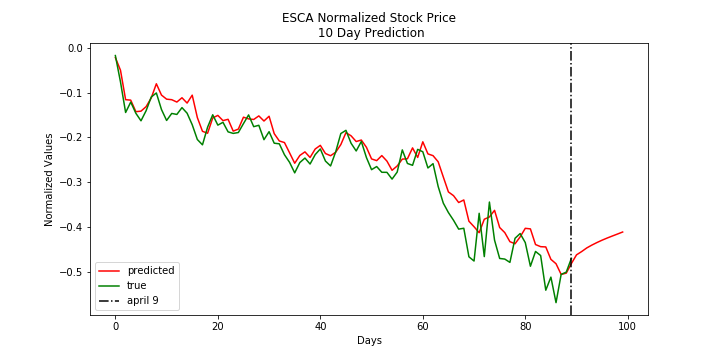 ESCA Normalized Stock Price
10 Day Prediction
0.0
−0.1
−0.2
−0.3
−0.4
−0.5
Normalized Values
predicted
true
april 9
0
20
40
60
80
100
Days